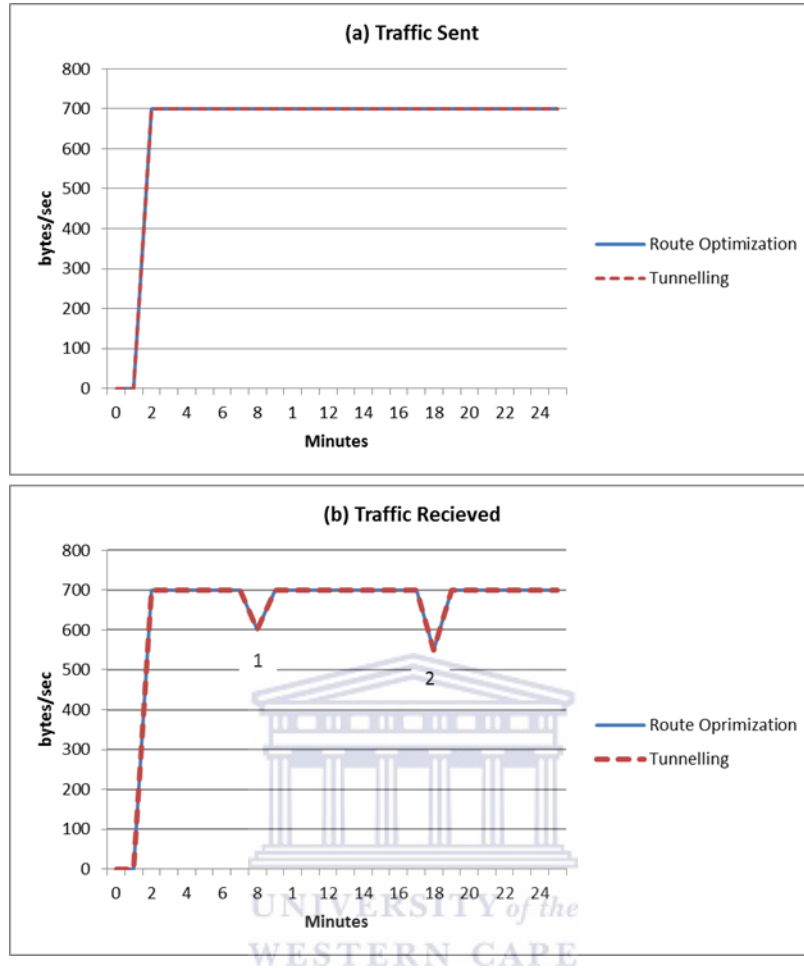 (a) Traffic Sent
800
700
600
500
400
300
200
100
0
bytes/sec
0 2 4 6 8 1 12 14 16 18 20 22 24
Minutes
Route Optimization
Tunnelling
(b) Traffic Recieved
800
700
600
500
400
300
200
100
0
bytes/sec
1
2
0 2 4 6 8 1 12 14 16 18 20 22 24
Minutes
Route Oprimization
Tunnelling
UNIVERSITY of the
WESTERN CAPE